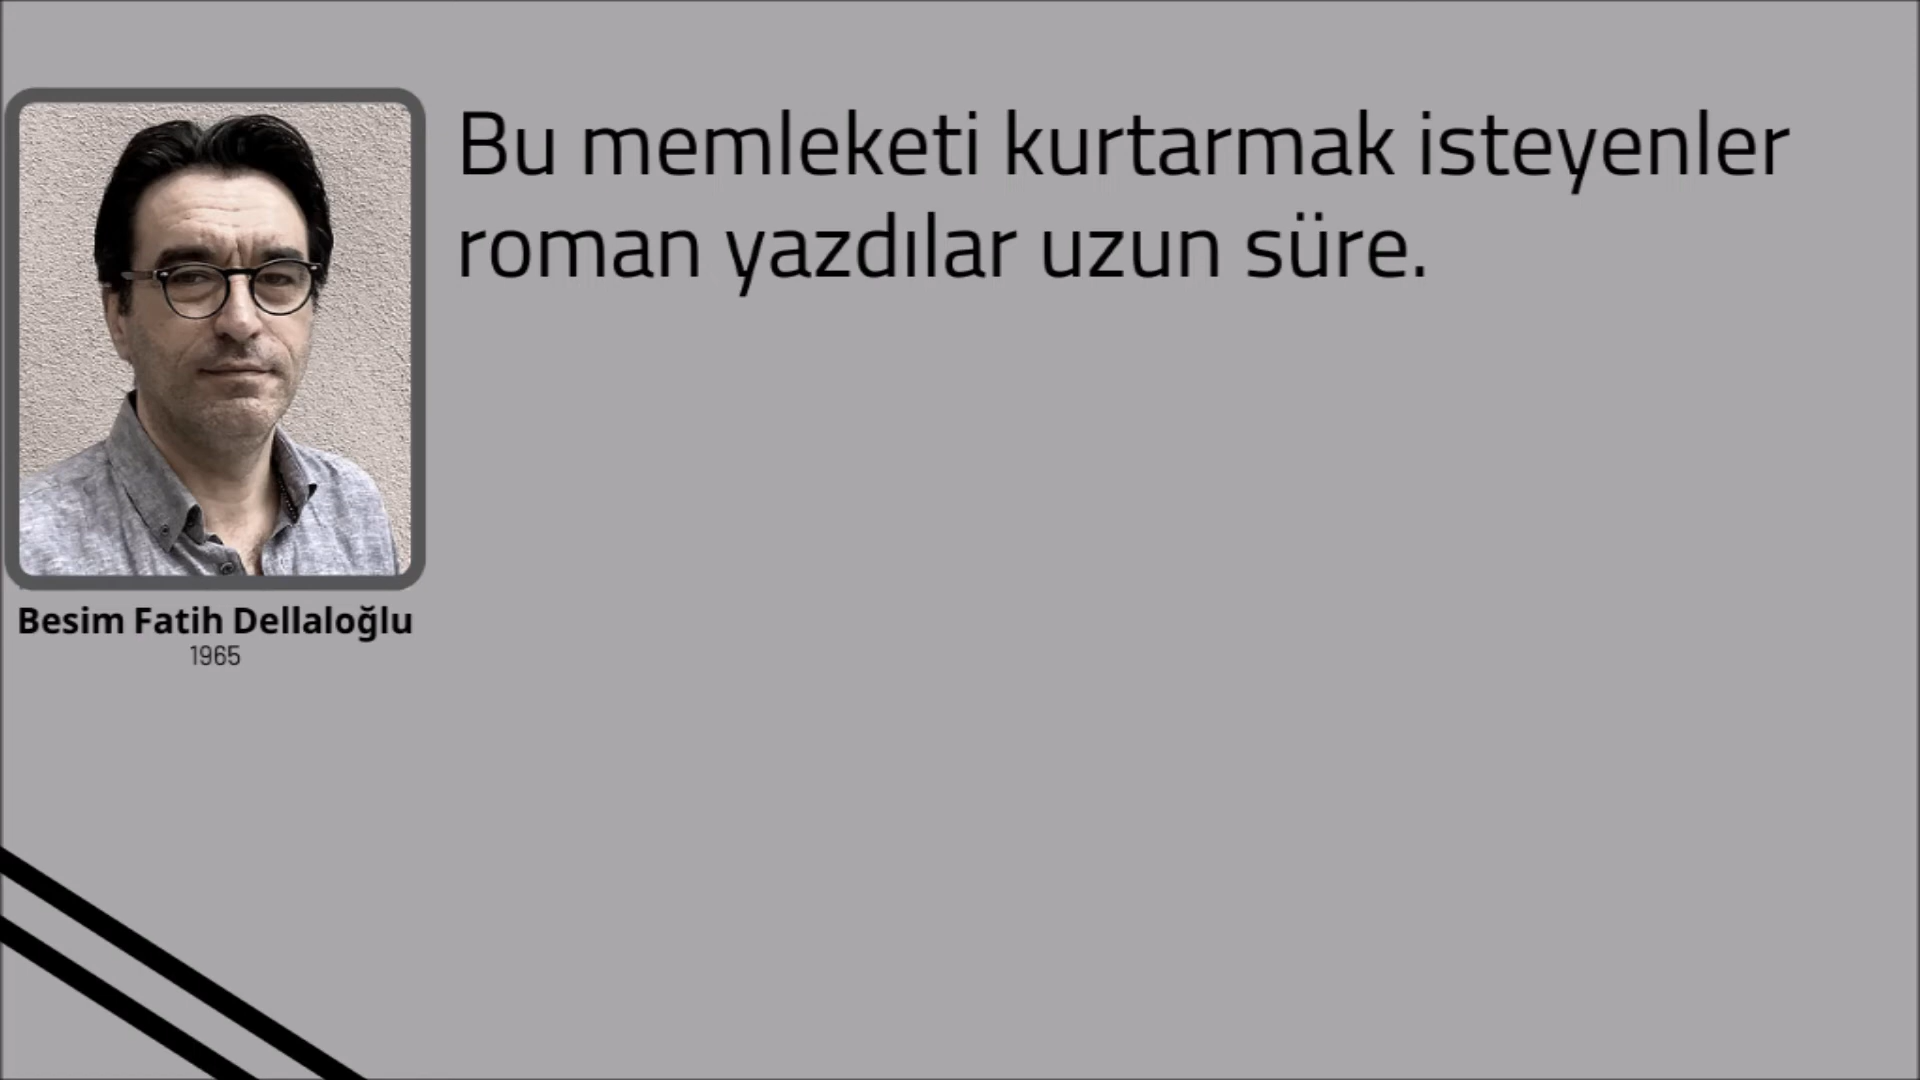 Bu memleketi kurtarmak isteyenler
roman yazdılar uzun süre.
Besim Fatih Dellaloğlu
1965